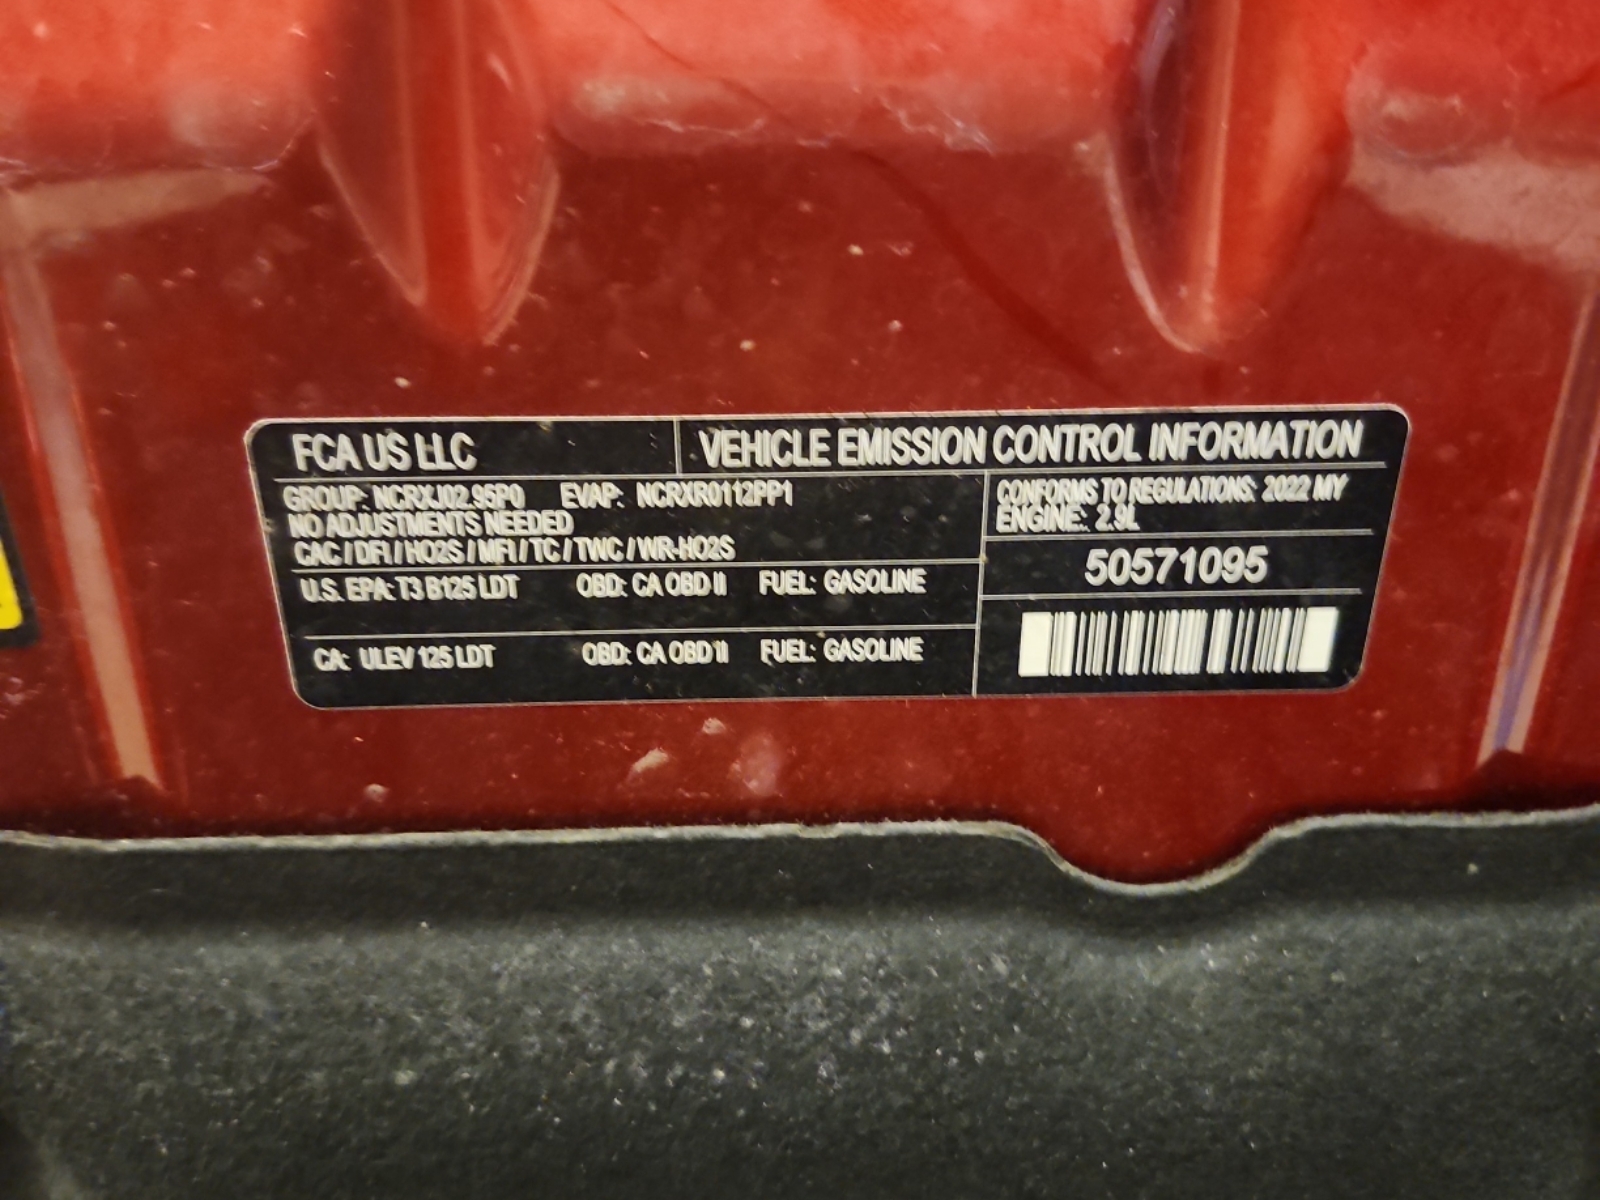 FCA US LLC
VEHICLE EMISSION CONTROL INFORMATION
GROUP: NCRXJ02.95P0 EVAP: NCRXR0112PP1
NO ADJUSTMENTS NEEDED
CAC / DFI / HO2S / MFI / TC / TWC / WR-HO2S
U.S. EPA: T3 B125 LDT OBD: CA OBD II FUEL: GASOLINE
CA: ULEV 125 LDT OBD: CA OBD II FUEL: GASOLINE
CONFORMS TO REGULATIONS: 2022 MY
ENGINE: 2.9L
50571095